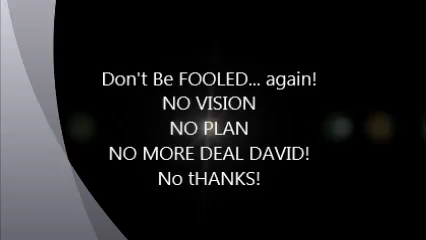 Don't Be FOOLED... again!
NO VISION
NO PLAN
NO MORE DEAL DAVID!
No tHANKS!